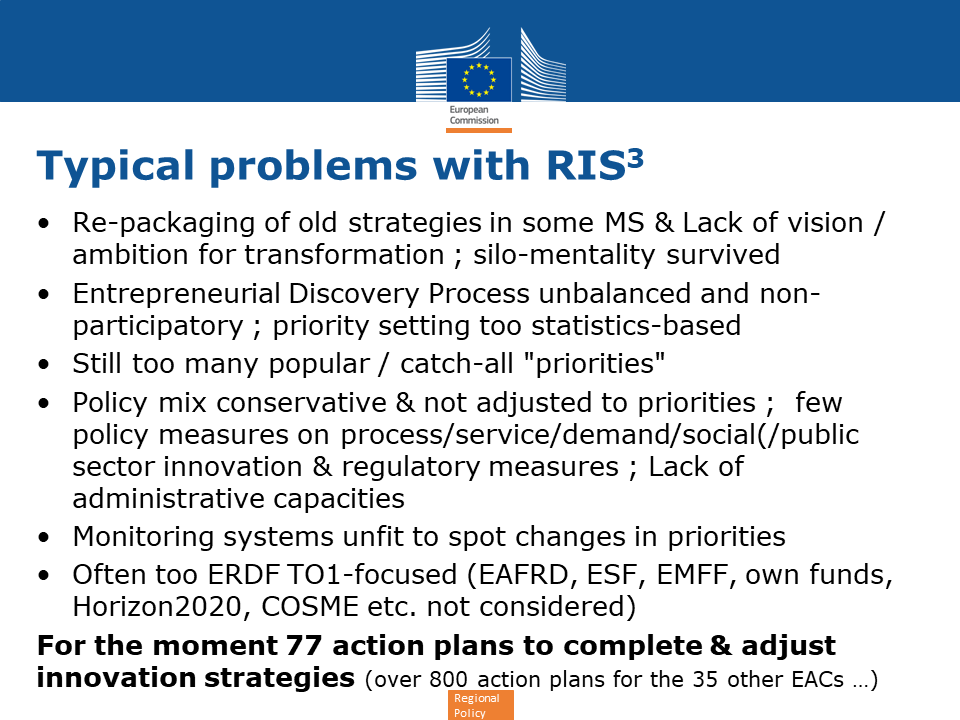 European
Commission
Typical problems with RIS³
• Re-packaging of old strategies in some MS & Lack of vision /
ambition for transformation ; silo-mentality survived
• Entrepreneurial Discovery Process unbalanced and non-
participatory ; priority setting too statistics-based
• Still too many popular / catch-all "priorities"
• Policy mix conservative & not adjusted to priorities ;  few
policy measures on process/service/demand/social(/public
sector innovation & regulatory measures ; Lack of
administrative capacities
• Monitoring systems unfit to spot changes in priorities
• Often too ERDF TO1-focused (EAFRD, ESF, EMFF, own funds,
Horizon2020, COSME etc. not considered)
For the moment 77 action plans to complete & adjust
innovation strategies (over 800 action plans for the 35 other EACs …)
Regional
Policy